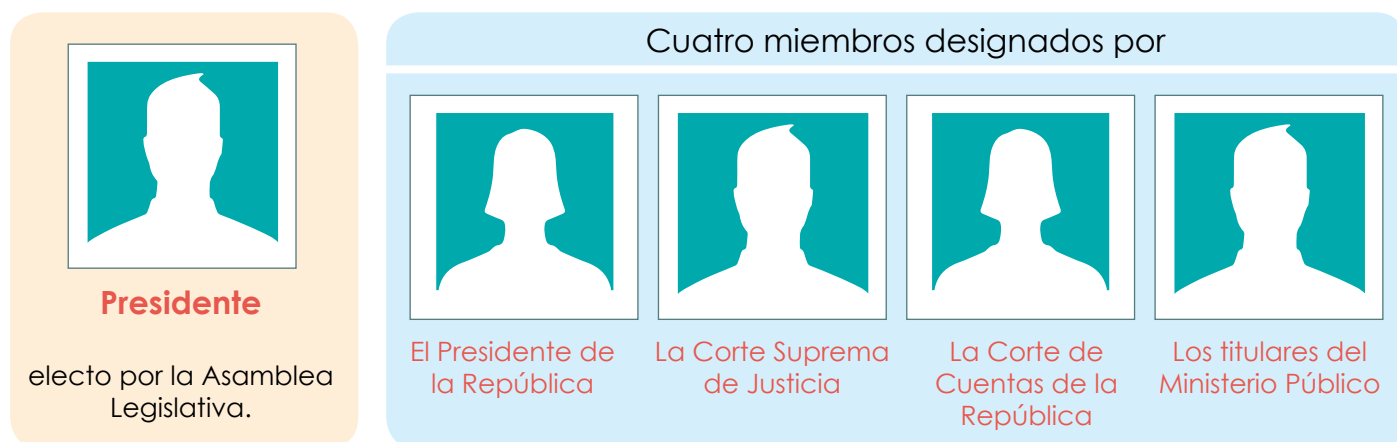 Presidente
electo por la Asamblea
Legislativa.
Cuatro miembros designados por
El Presidente de
la República
La Corte Suprema
de Justicia
La Corte de
Cuentas de la
República
Los titulares del
Ministerio Público